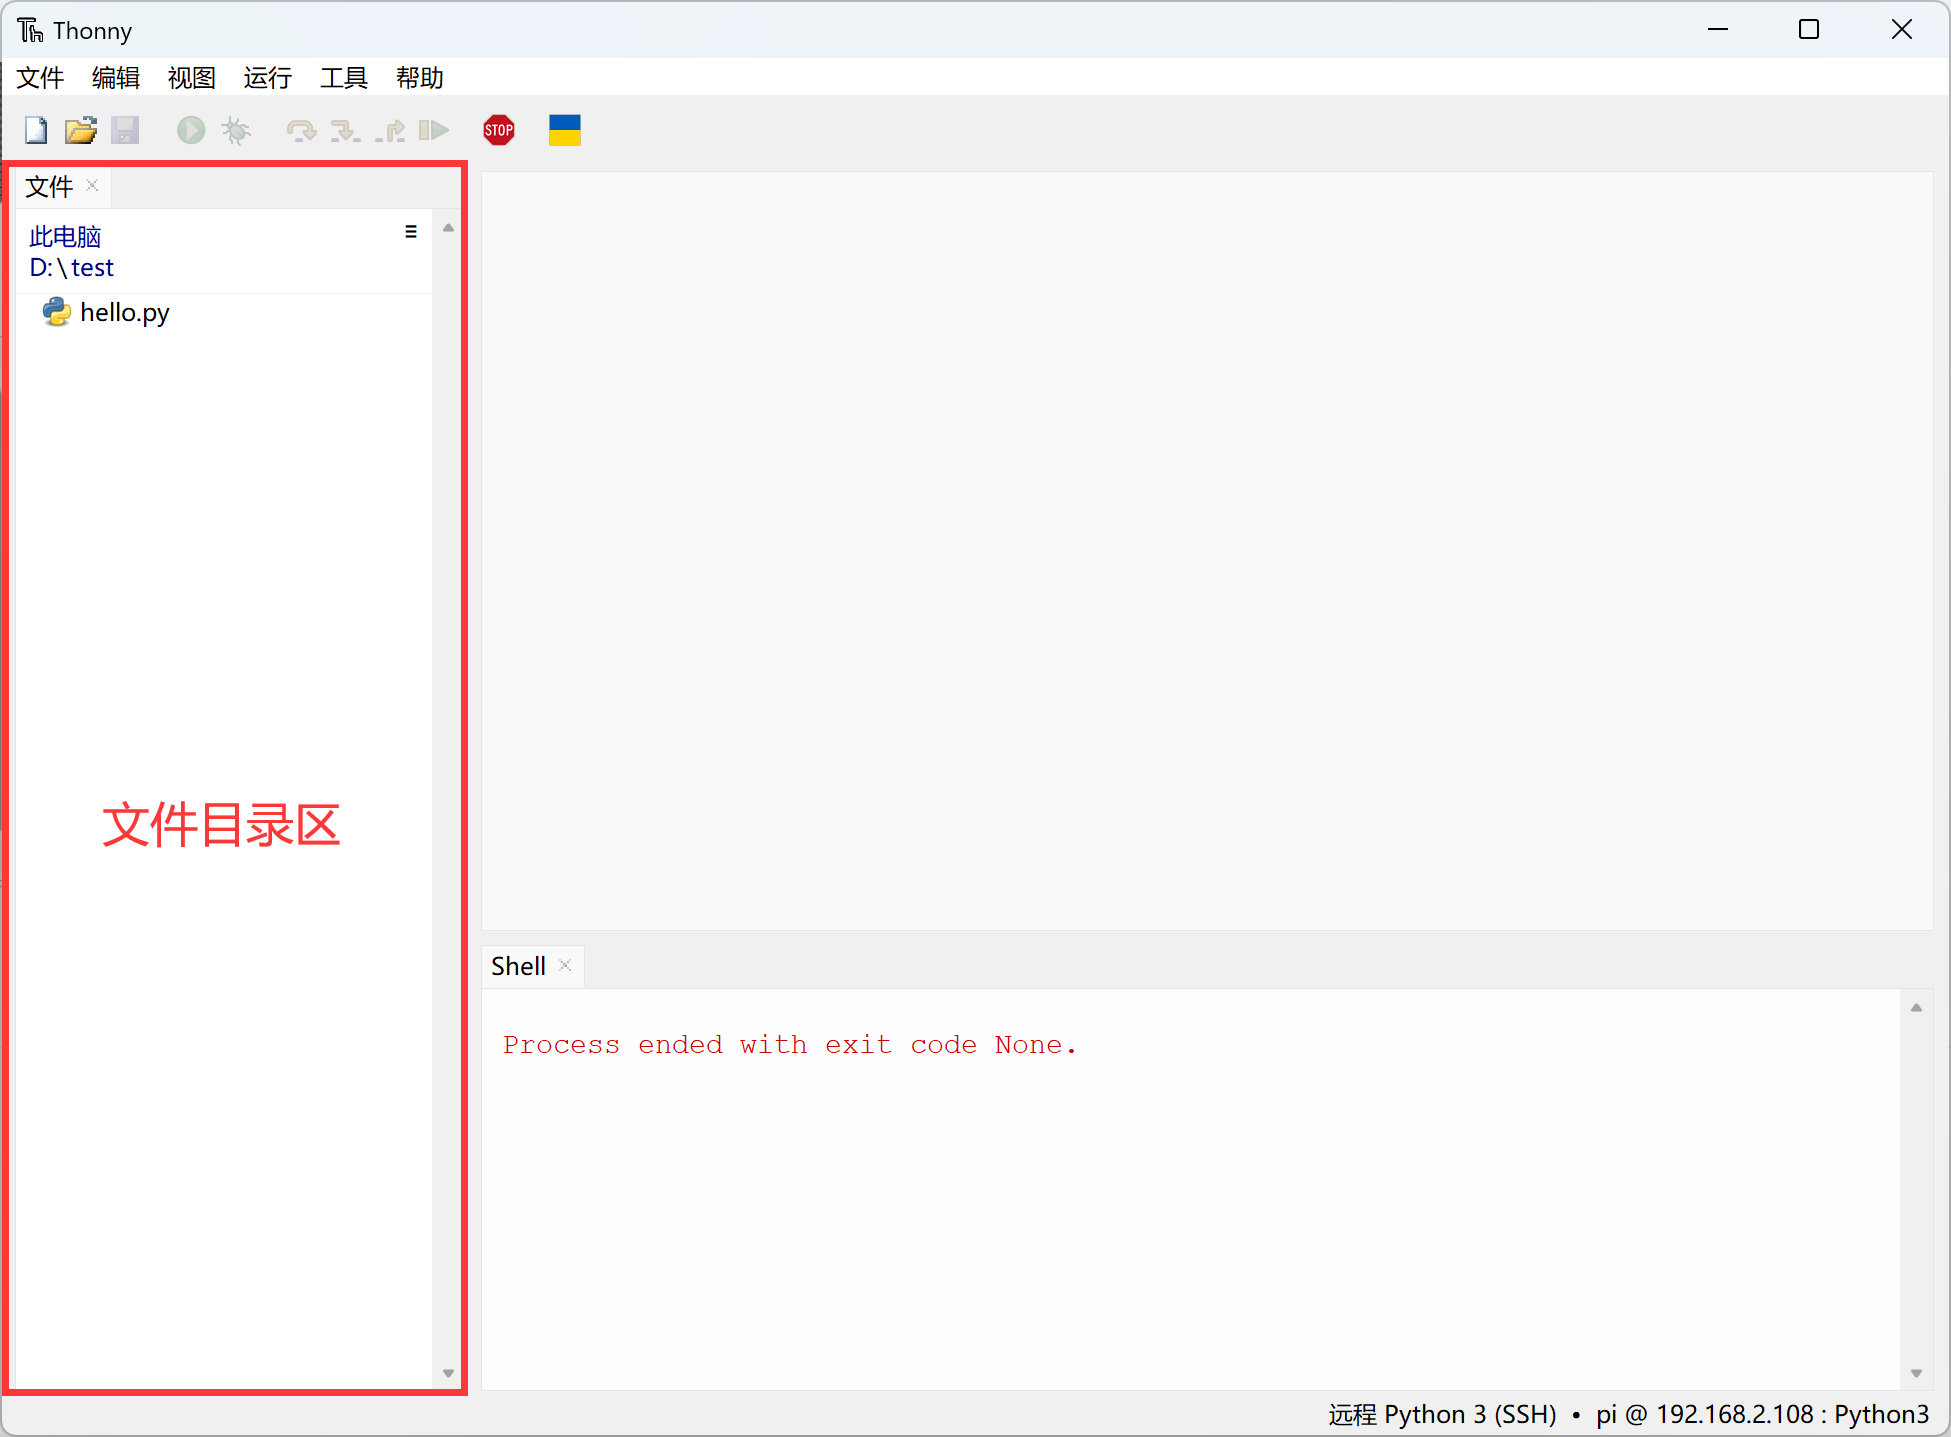 Thonny
文件 编辑 视图 运行 工具 帮助
STOP
文件
此电脑
D:\test
hello.py
文件目录区
Shell
Process ended with exit code None.
远程 Python 3 (SSH) • pi @ 192.168.2.108 : Python3